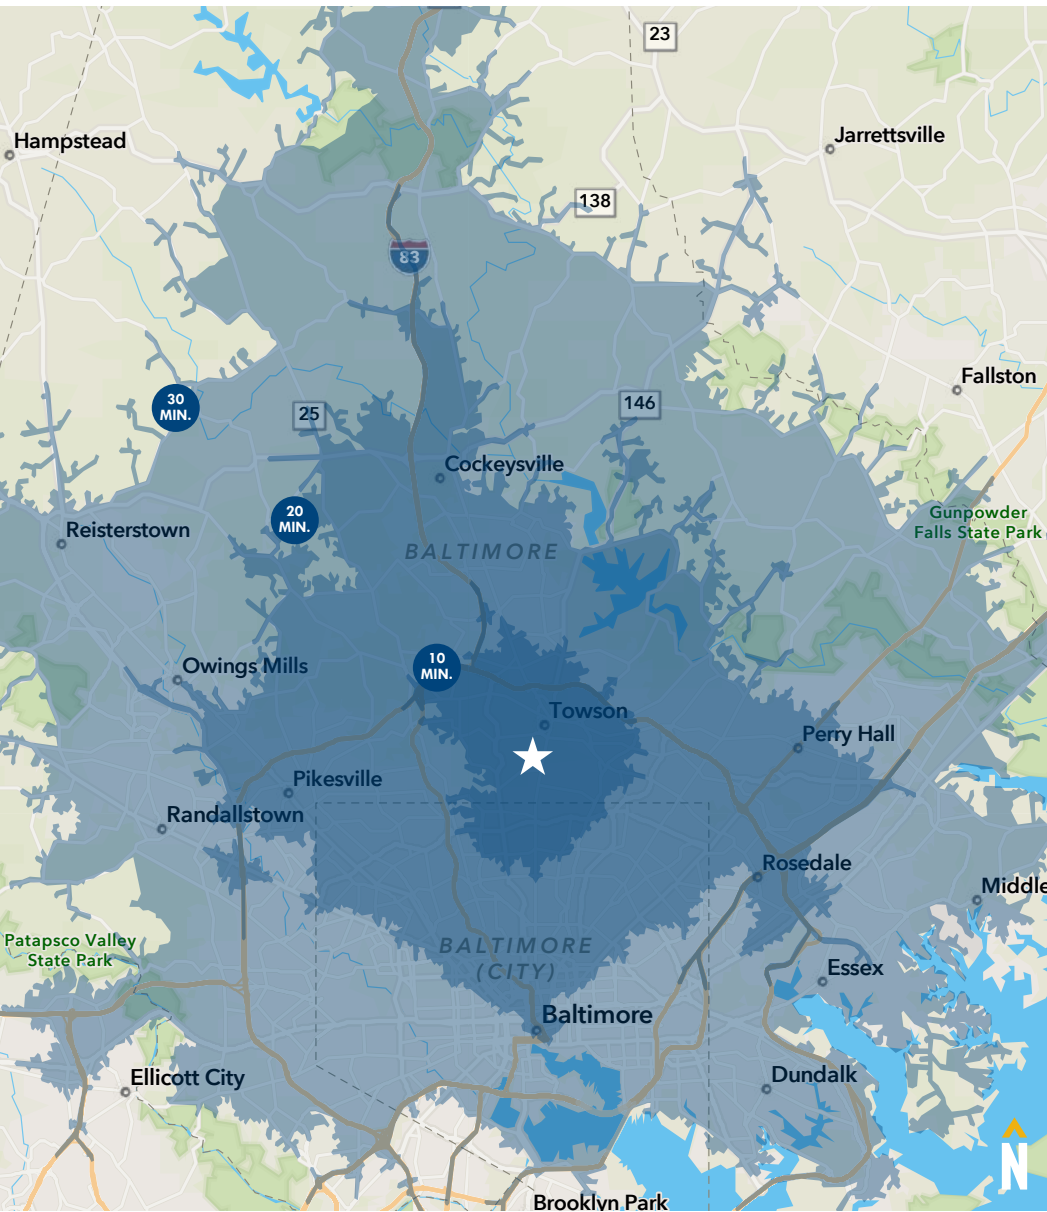 23
Hampstead
Jarrettsville
138
83
Fallston
30
MIN.
25
146
Cockeysville
20
MIN.
Gunpowder
Falls State Park
Reisterstown
BALTIMORE
10
MIN.
Owings Mills
Towson
Perry Hall
Pikesville
Randallstown
Rosedale
Middle
Patapsco Valley
State Park
BALTIMORE
(CITY)
Essex
Baltimore
Ellicott City
Dundalk
N
Brooklyn Park